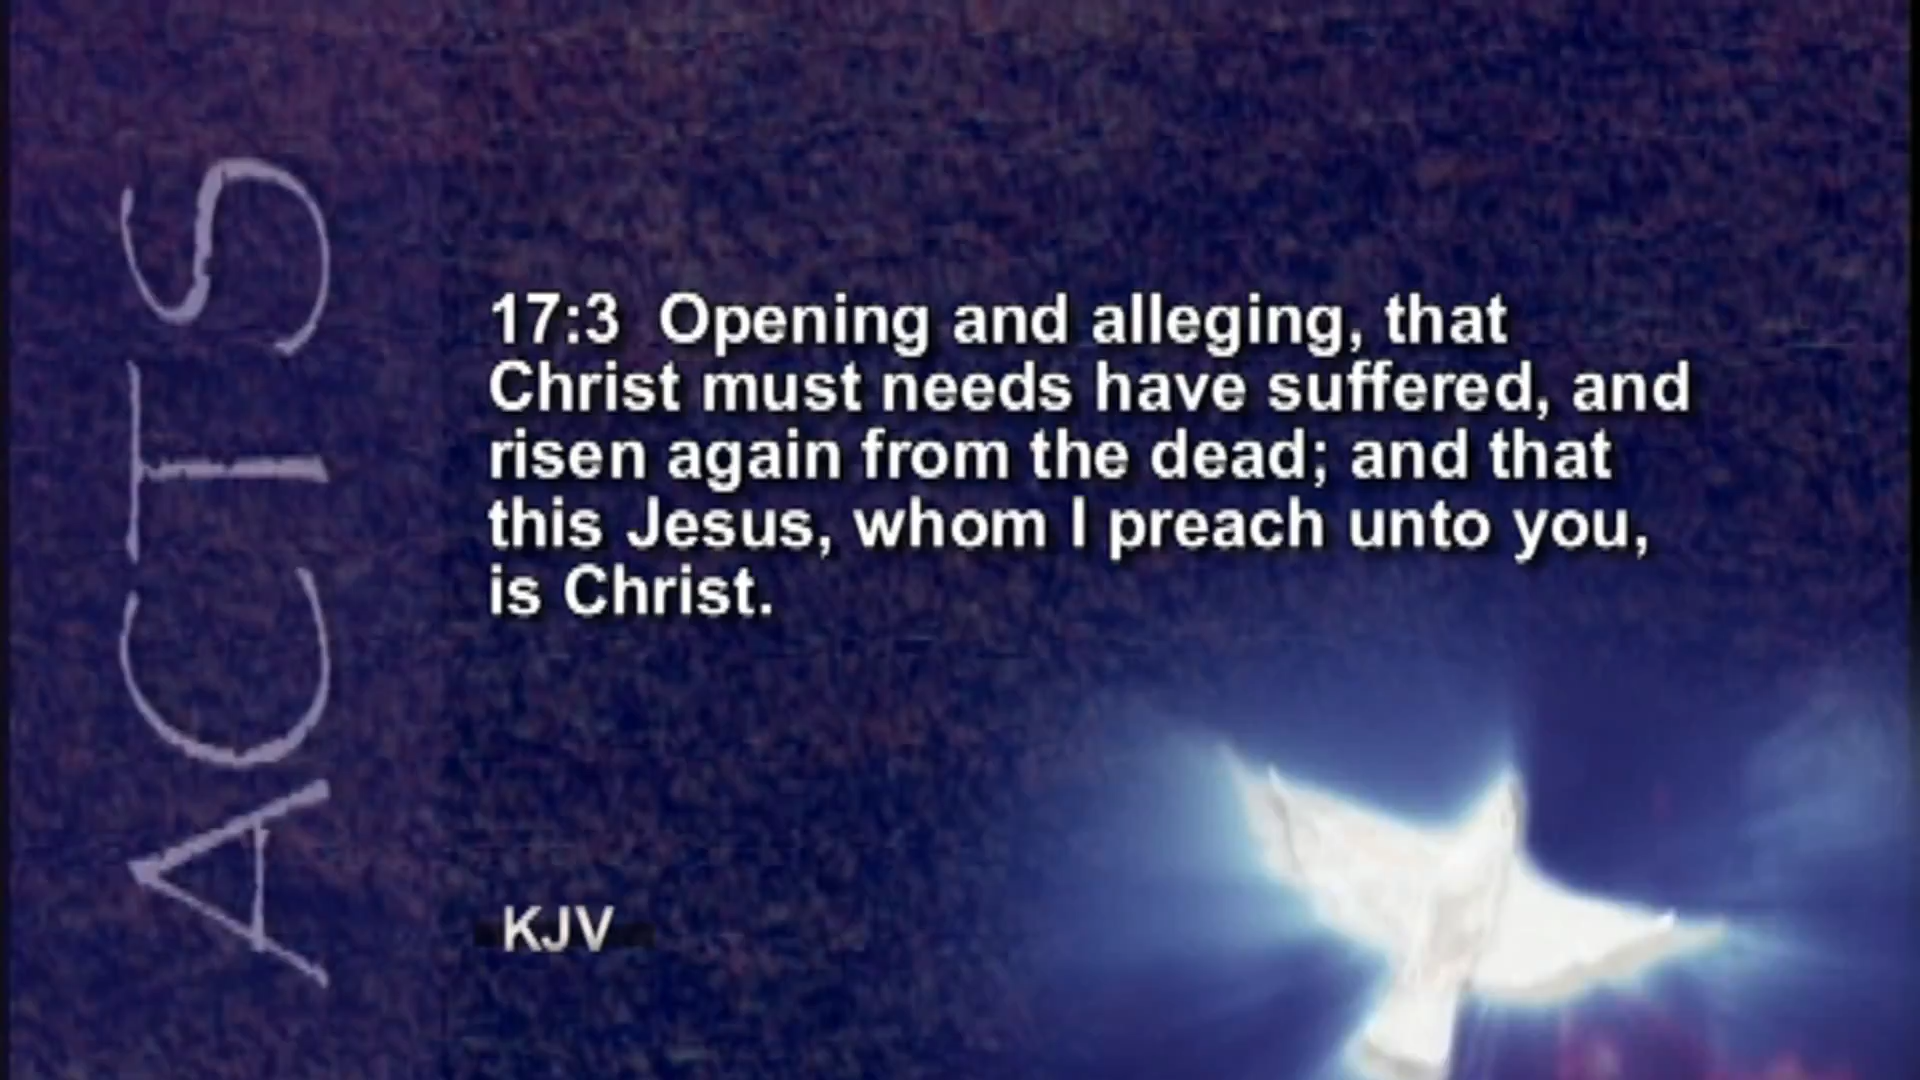 ACTS
17:3 Opening and alleging, that
Christ must needs have suffered, and
risen again from the dead; and that
this Jesus, whom I preach unto you,
is Christ.
KJV